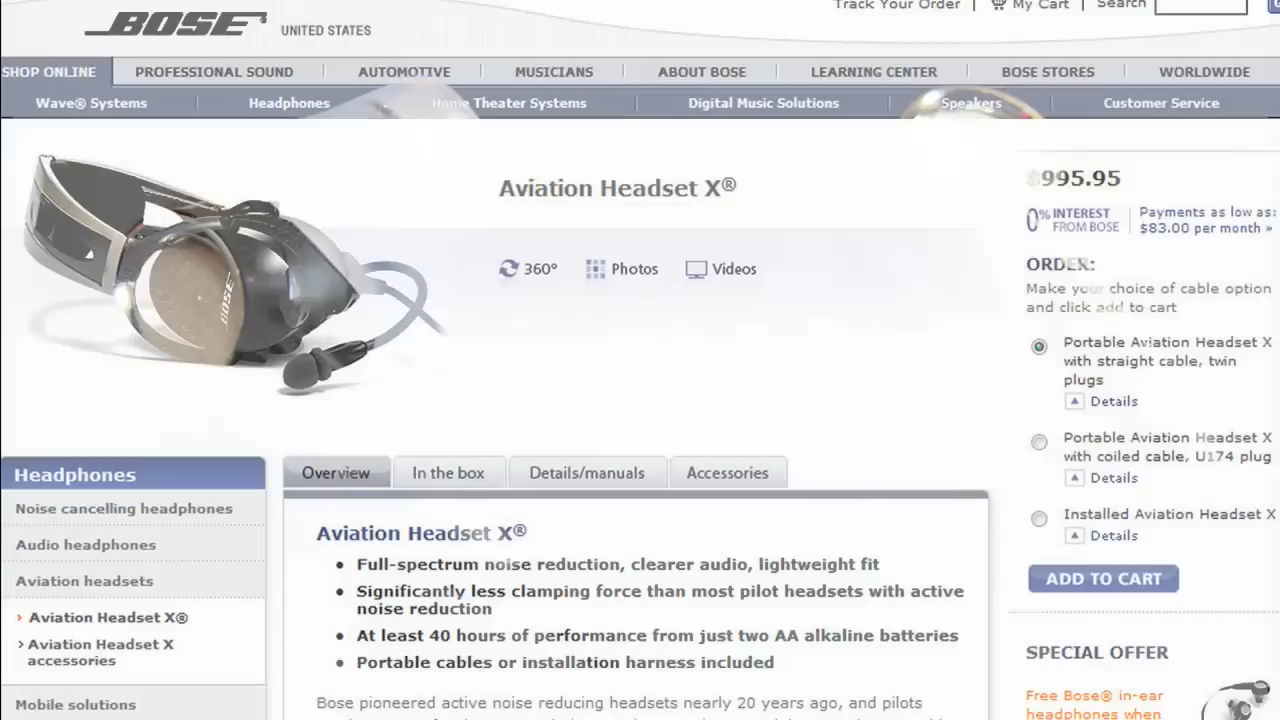 Track Your Order | My Cart | Search
BOSE UNITED STATES
SHOP ONLINE PROFESSIONAL SOUND AUTOMOTIVE MUSICIANS ABOUT BOSE LEARNING CENTER BOSE STORES WORLDWIDE
Wave® Systems Headphones Home Theater Systems Digital Music Solutions Speakers Customer Service
Aviation Headset X®
360° Photos Videos
BOSE
$995.95
0% INTEREST
FROM BOSE
Payments as low as:
$83.00 per month »
ORDER:
Make your choice of cable option
and click add to cart
Portable Aviation Headset X
with straight cable, twin
plugs
Details
Portable Aviation Headset X
with coiled cable, U174 plug
Details
Installed Aviation Headset X
Details
ADD TO CART
SPECIAL OFFER
Free Bose® in-ear
headphones when
Headphones
Noise cancelling headphones
Audio headphones
Aviation headsets
› Aviation Headset X®
› Aviation Headset X
accessories
Mobile solutions
Overview In the box Details/manuals Accessories
Aviation Headset X®
• Full-spectrum noise reduction, clearer audio, lightweight fit
• Significantly less clamping force than most pilot headsets with active
noise reduction
• At least 40 hours of performance from just two AA alkaline batteries
• Portable cables or installation harness included
Bose pioneered active noise reducing headsets nearly 20 years ago, and pilots